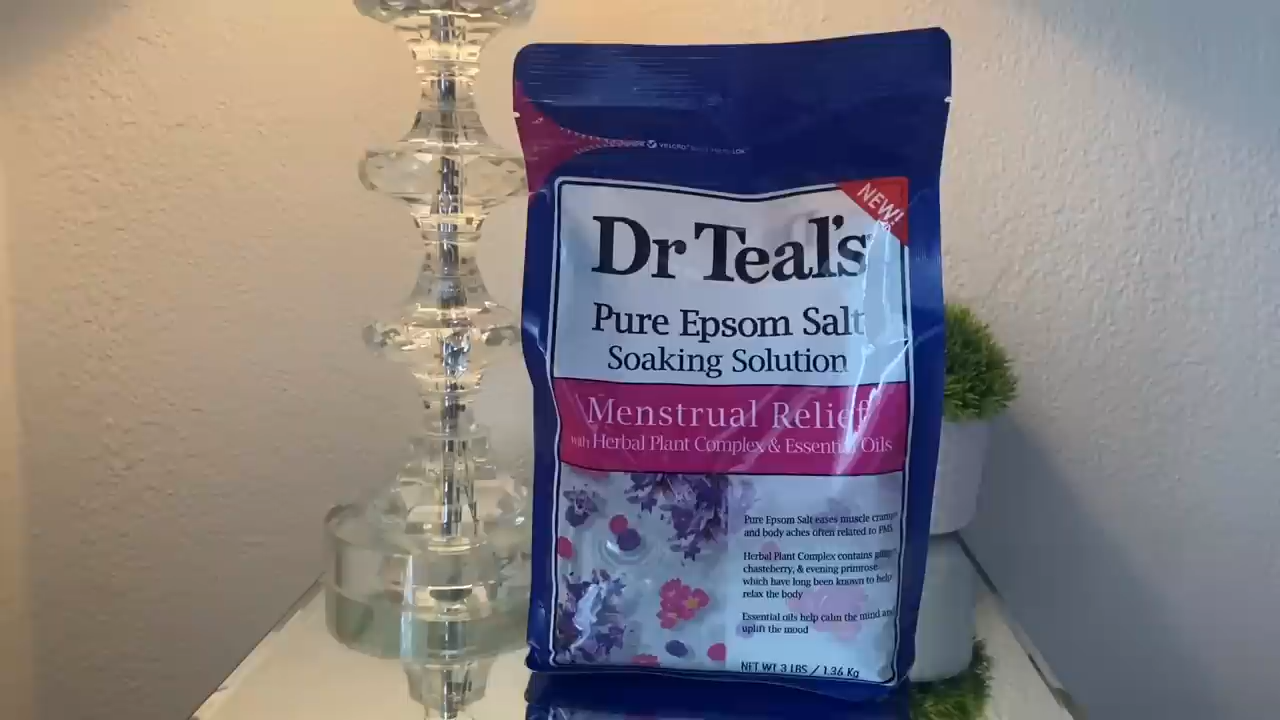 VELCRO
NEW!
Dr Teal's
Pure Epsom Salt
Soaking Solution
Menstrual Relief
with Herbal Plant Complex & Essential Oils
Pure Epsom Salt eases muscle cramps
and body aches often related to PMS
Herbal Plant Complex contains
chasteberry, & evening primrose
which have long been known to help
relax the body
Essential oils help calm the mind and
uplift the mood
NET WT 3 LBS / 1.36 Kg